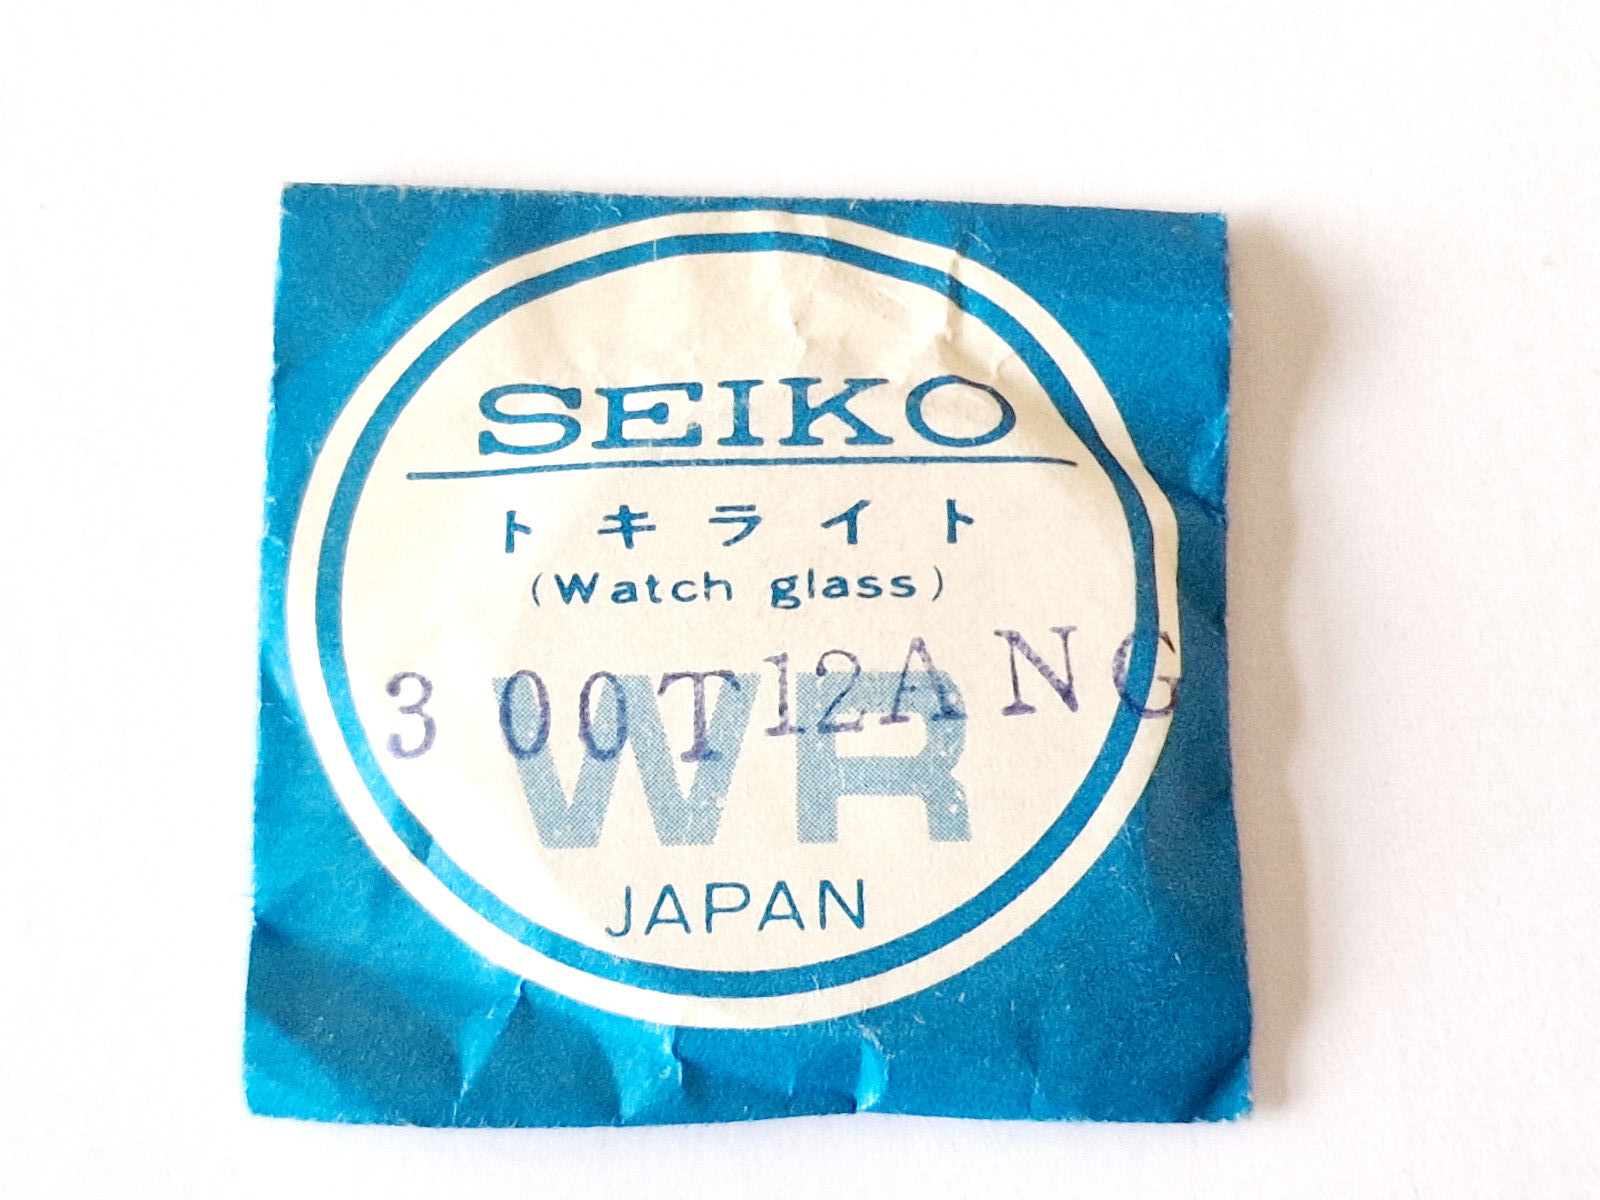 SEIKO
トキライト
(Watch glass)
300T12ANG
WR
JAPAN